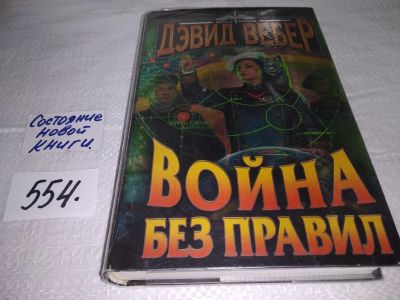 ДЭВИД ВЕБЕР
Состояние
новой
книги.
554.
ВОЙНА
БЕЗ ПРАВИЛ